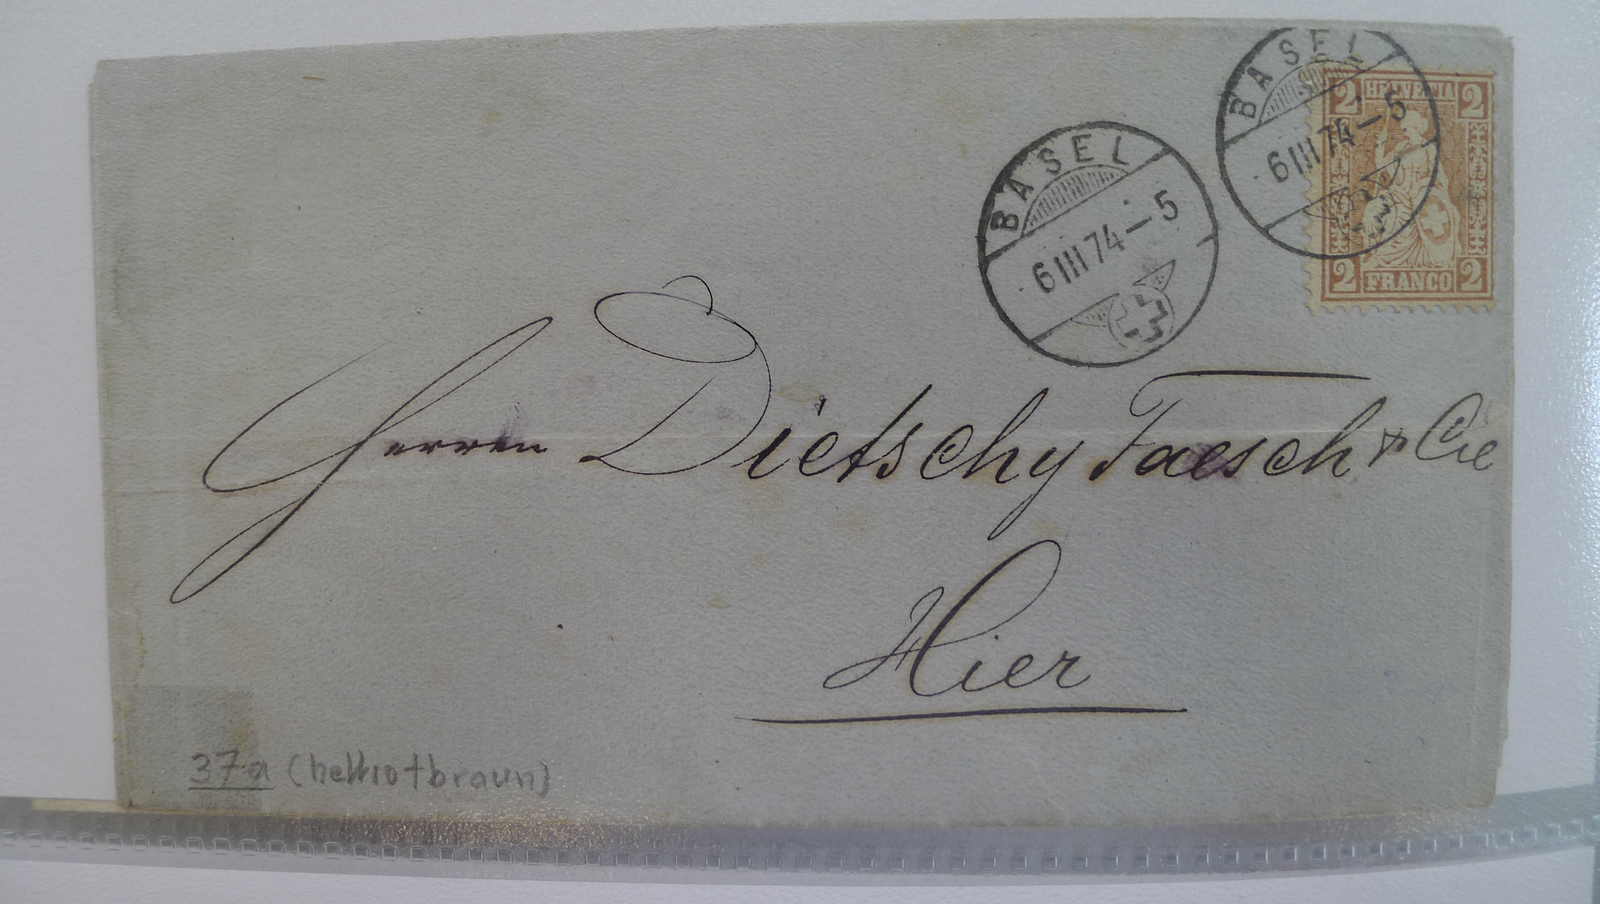 BASEL
6 III 74 – 5
BASEL
6 III 74 – 5
2 HELVETIA 2
2 FRANCO 2
Herren Dietschy Faesch & Cie
Hier
37a (hellrotbraun)